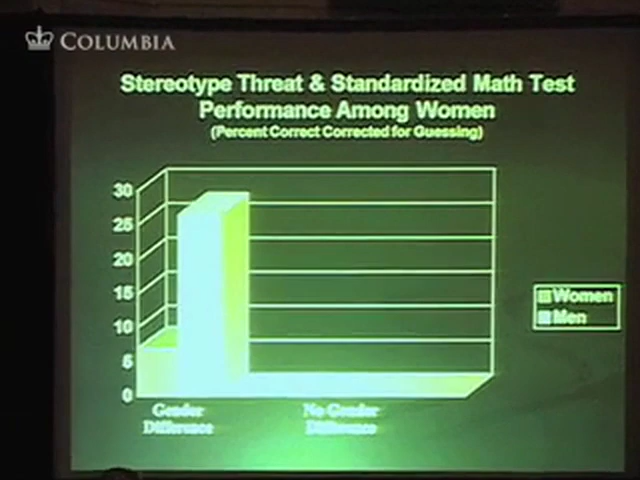 COLUMBIA
Stereotype Threat & Standardized Math Test
Performance Among Women
(Percent Correct Corrected for Guessing)
30
25
20
15
10
5
0
Women
Men
Gender
Difference
No Gender
Difference